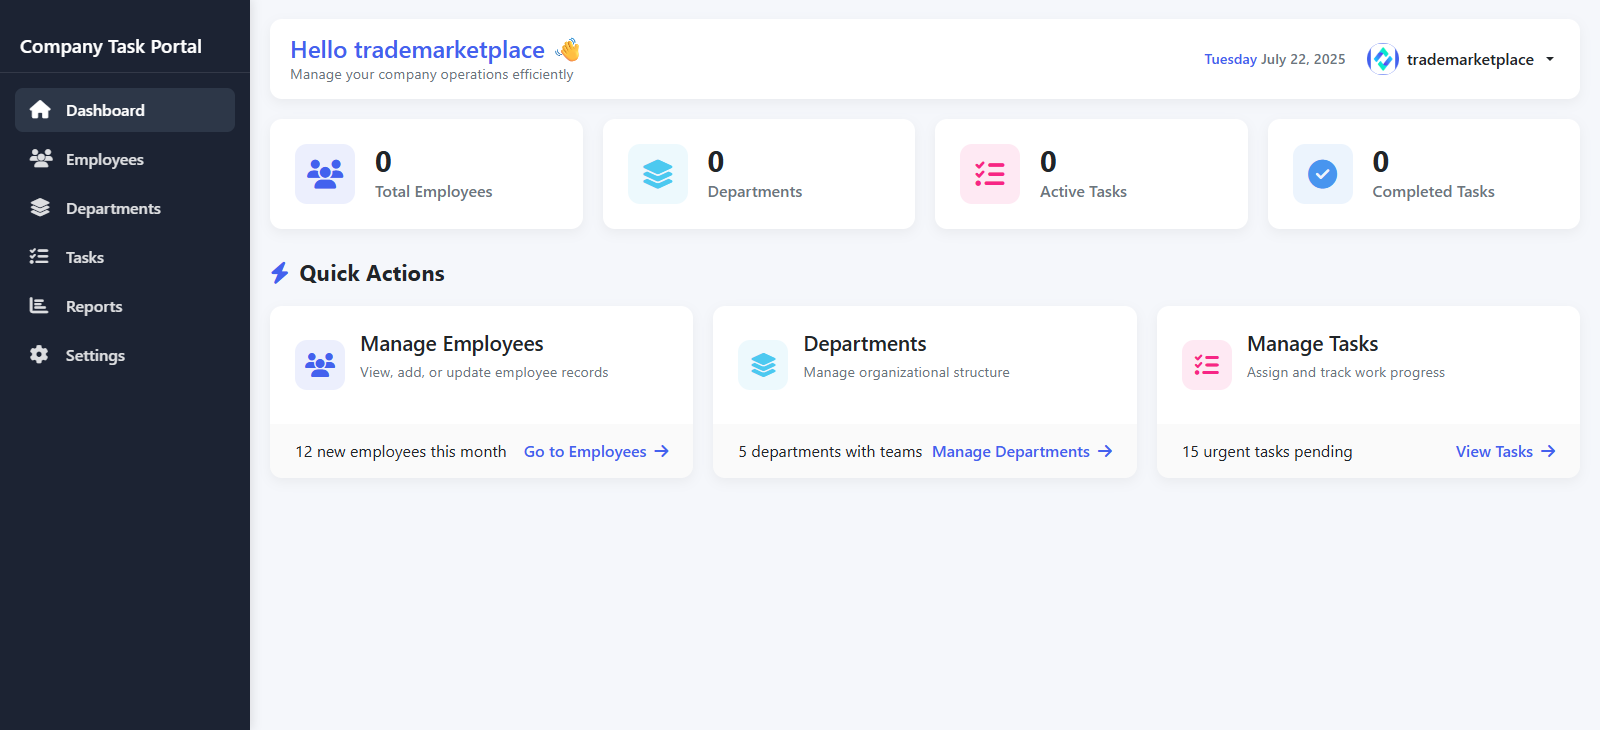 Company Task Portal
Dashboard
Employees
Departments
Tasks
Reports
Settings
Hello trademarketplace 👋
Manage your company operations efficiently
Tuesday July 22, 2025
trademarketplace
0
Total Employees
0
Departments
0
Active Tasks
0
Completed Tasks
Quick Actions
Manage Employees
View, add, or update employee records
12 new employees this month Go to Employees →
Departments
Manage organizational structure
5 departments with teams Manage Departments →
Manage Tasks
Assign and track work progress
15 urgent tasks pending View Tasks →